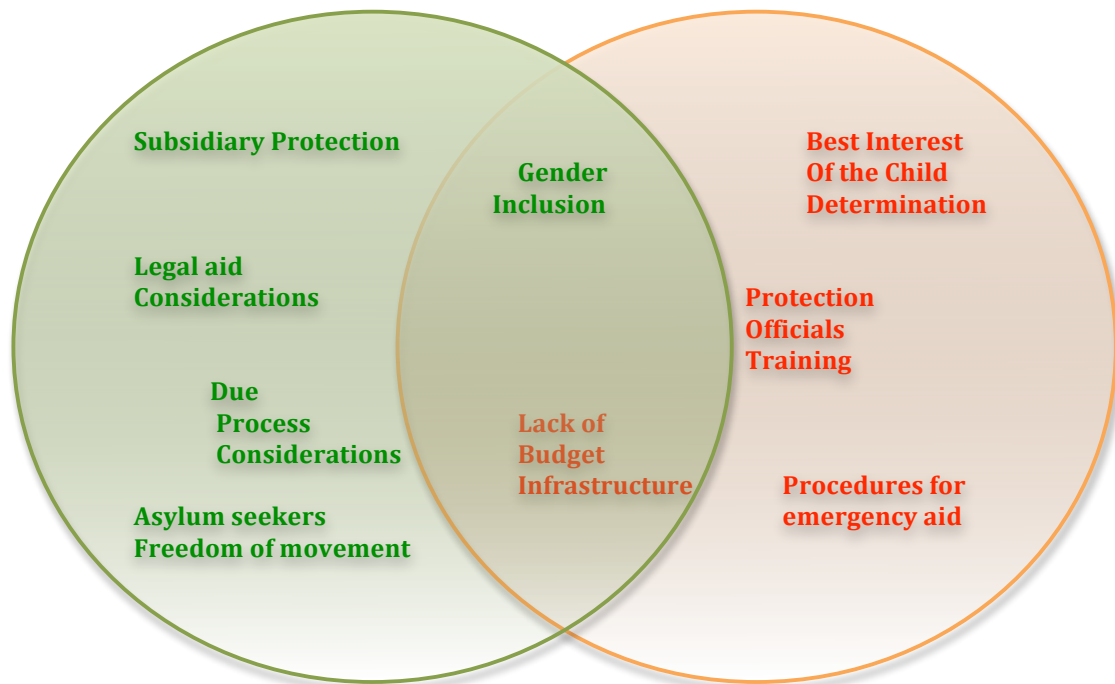 Subsidiary Protection
Legal aid
Considerations
Due
Process
Considerations
Asylum seekers
Freedom of movement
Gender
Inclusion
Lack of
Budget
Infrastructure
Best Interest
Of the Child
Determination
Protection
Officials
Training
Procedures for
emergency aid